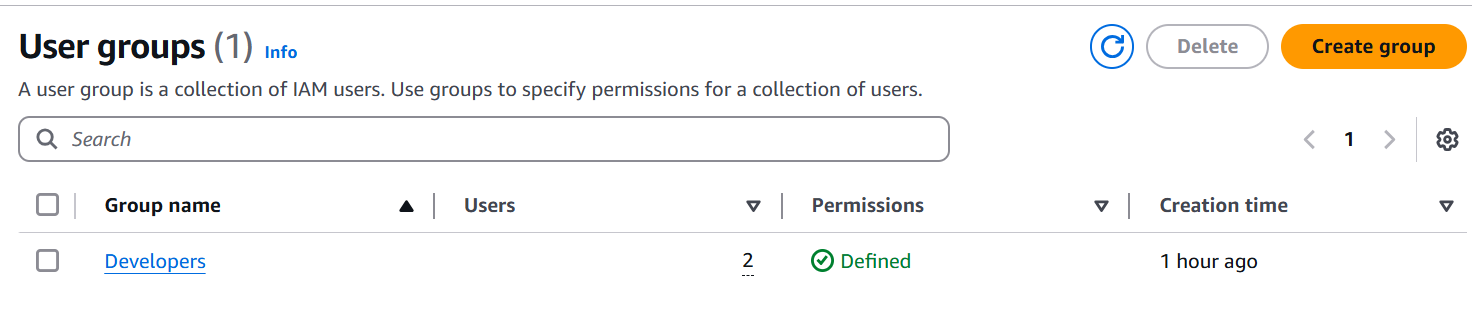 User groups (1) Info
Delete
Create group
A user group is a collection of IAM users. Use groups to specify permissions for a collection of users.
Search
1
Group name Users Permissions Creation time
Developers 2 Defined 1 hour ago